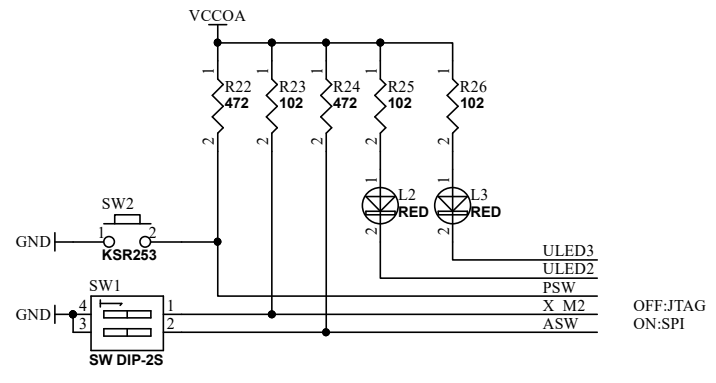 VCCOA
1 1 1 1 1
R22 R23 R24 R25 R26
472 102 472 102 102
2 2 2 2 2
1 1
L2 L3
RED RED
2 2
SW2
GND 1 2
KSR253
ULED3
ULED2
PSW
SW1
GND 4 1 X M2 OFF:JTAG
3 2 ASW ON:SPI
SW DIP-2S